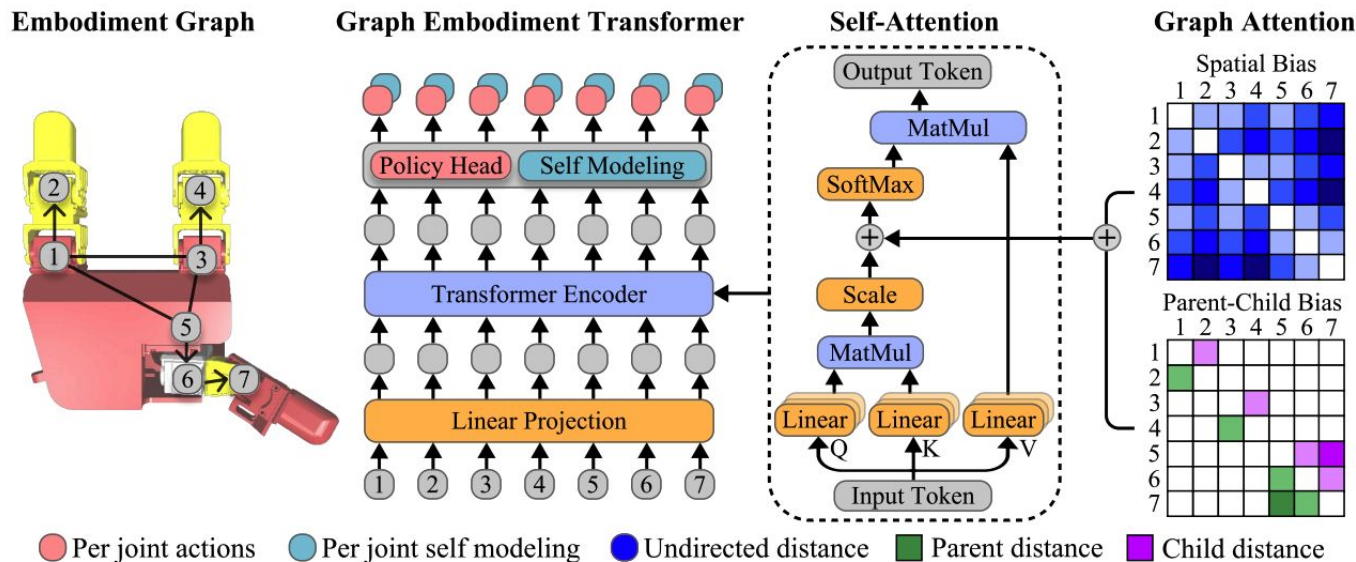 Embodiment Graph
Graph Embodiment Transformer
Self-Attention
Graph Attention
2
4
1
3
5
6
7
Policy Head
Self Modeling
Transformer Encoder
Linear Projection
1 2 3 4 5 6 7
Output Token
MatMul
SoftMax
+
Scale
MatMul
Linear Linear Linear
Q K V
Input Token
+
Spatial Bias
1 2 3 4 5 6 7
1
2
3
4
5
6
7
Parent-Child Bias
1 2 3 4 5 6 7
1
2
3
4
5
6
7
Per joint actions
Per joint self modeling
Undirected distance
Parent distance
Child distance